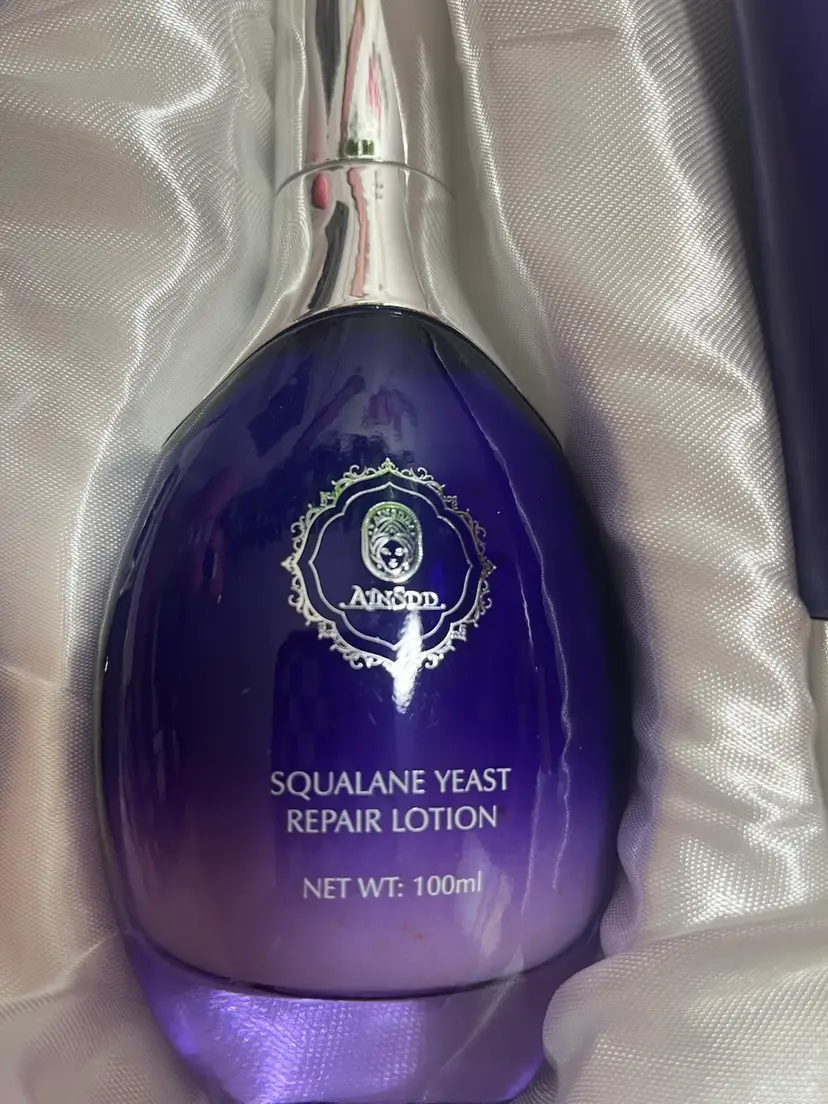 AINSDD
SQUALANE YEAST
REPAIR LOTION
NET WT: 100ml